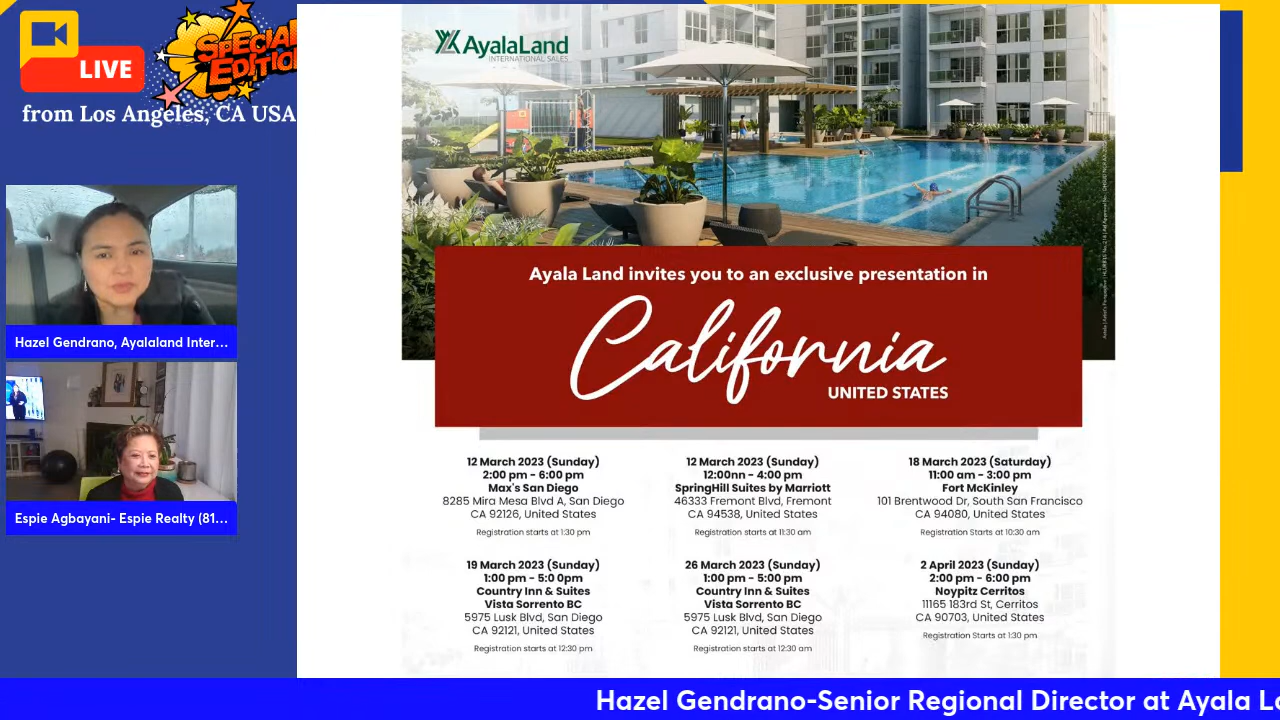 LIVE
SPECIAL
EDITION
from Los Angeles, CA USA
Hazel Gendrano, Ayalaland Inter...
Espie Agbayani- Espie Realty (81...
AyalaLand
INTERNATIONAL SALES
Ayala Land invites you to an exclusive presentation in
California
UNITED STATES
12 March 2023 (Sunday)
2:00 pm - 6:00 pm
Max's San Diego
8285 Mira Mesa Blvd A, San Diego
CA 92126, United States
Registration starts at 1:30 pm
12 March 2023 (Sunday)
12:00nn - 4:00 pm
SpringHill Suites by Marriott
46333 Fremont Blvd, Fremont
CA 94538, United States
Registration starts at 11:30 am
18 March 2023 (Saturday)
11:00 am - 3:00 pm
Fort McKinley
101 Brentwood Dr, South San Francisco
CA 94080, United States
Registration Starts at 10:30 am
19 March 2023 (Sunday)
1:00 pm - 5:0 0pm
Country Inn & Suites
Vista Sorrento BC
5975 Lusk Blvd, San Diego
CA 92121, United States
Registration starts at 12:30 pm
26 March 2023 (Sunday)
1:00 pm - 5:00 pm
Country Inn & Suites
Vista Sorrento BC
5975 Lusk Blvd, San Diego
CA 92121, United States
Registration starts at 12:30 am
2 April 2023 (Sunday)
2:00 pm - 6:00 pm
Noypitz Cerritos
11165 183rd St, Cerritos
CA 90703, United States
Registration Starts at 1:30 pm
Hazel Gendrano-Senior Regional Director at Ayala La